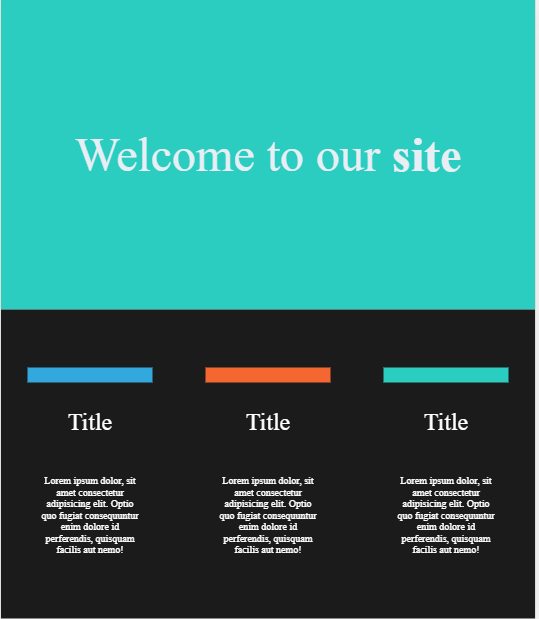 Welcome to our site
Title
Lorem ipsum dolor, sit
amet consectetur
adipisicing elit. Optio
quo fugiat consequuntur
enim dolore id
perferendis, quisquam
facilis aut nemo!
Title
Lorem ipsum dolor, sit
amet consectetur
adipisicing elit. Optio
quo fugiat consequuntur
enim dolore id
perferendis, quisquam
facilis aut nemo!
Title
Lorem ipsum dolor, sit
amet consectetur
adipisicing elit. Optio
quo fugiat consequuntur
enim dolore id
perferendis, quisquam
facilis aut nemo!